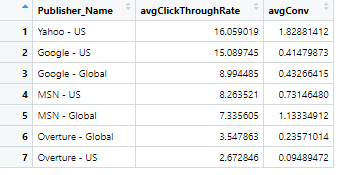 Publisher_Name avgClickThroughRate avgConv
1 Yahoo - US 16.059019 1.82881412
2 Google - US 15.089745 0.41479873
3 Google - Global 8.994485 0.43266415
4 MSN - US 8.263521 0.73146480
5 MSN - Global 7.335605 1.13334912
6 Overture - Global 3.547863 0.23571014
7 Overture - US 2.672846 0.09489472